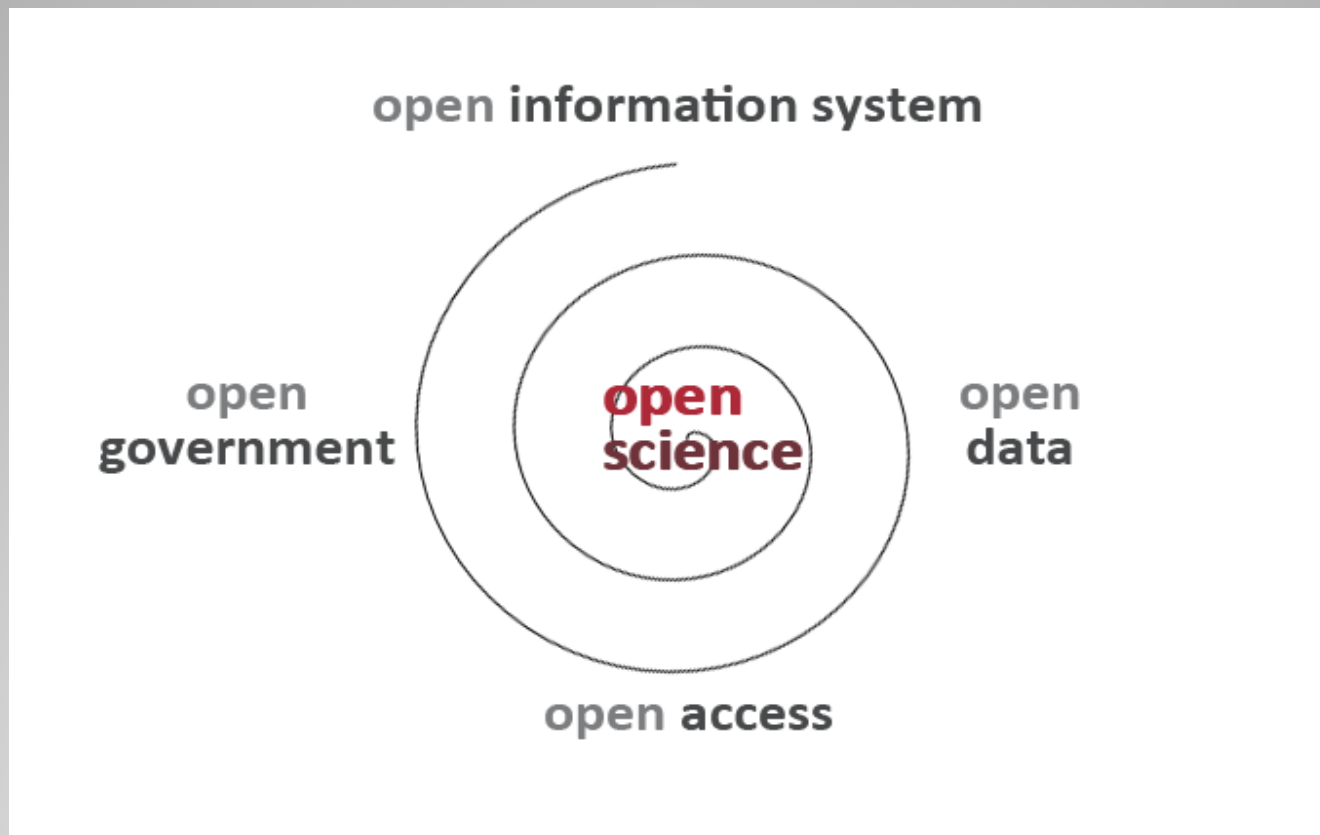 open information system
open
government
open
science
open
data
open access